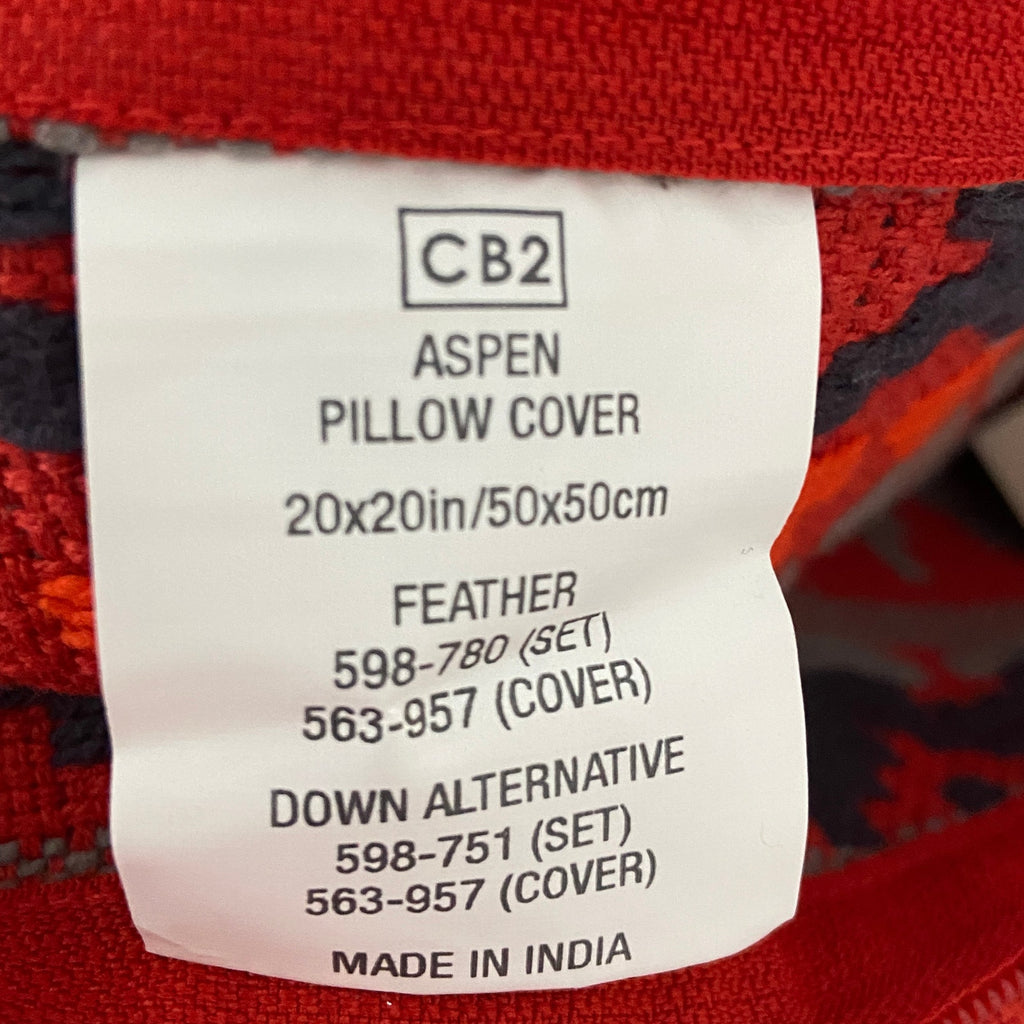 CB2
ASPEN
PILLOW COVER
20x20in/50x50cm
FEATHER
598-780 (SET)
563-957 (COVER)
DOWN ALTERNATIVE
598-751 (SET)
563-957 (COVER)
MADE IN INDIA